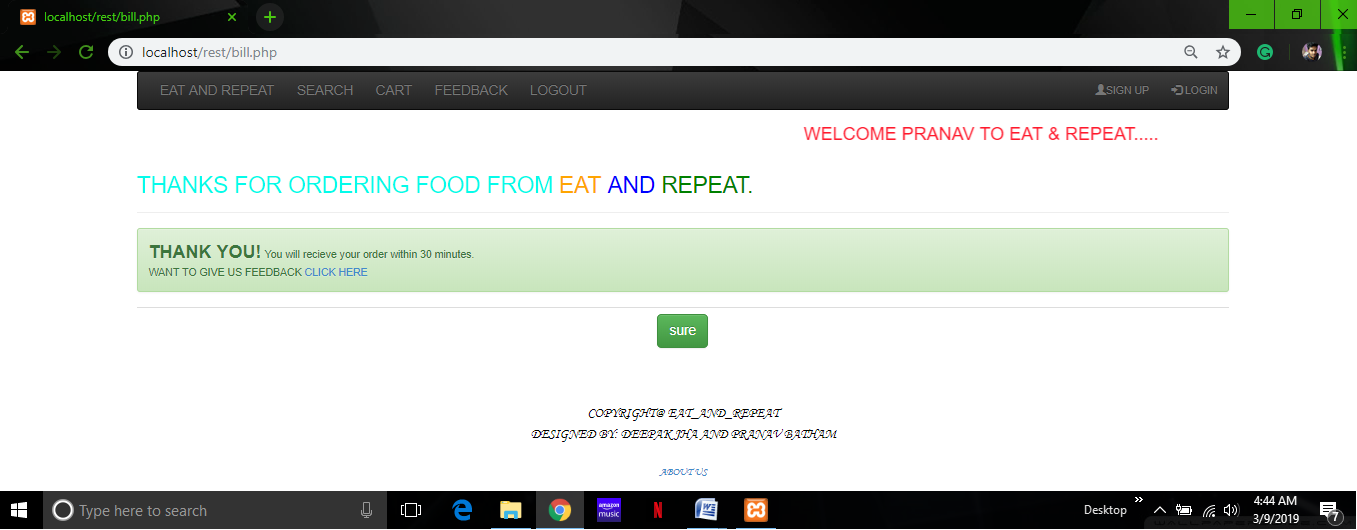 localhost/rest/bill.php
localhost/rest/bill.php
EAT AND REPEAT SEARCH CART FEEDBACK LOGOUT SIGN UP LOGIN
WELCOME PRANAV TO EAT & REPEAT.....
THANKS FOR ORDERING FOOD FROM EAT AND REPEAT.
THANK YOU! You will recieve your order within 30 minutes.
WANT TO GIVE US FEEDBACK CLICK HERE
sure
COPYRIGHT@ EAT_AND_REPEAT
DESIGNED BY: DEEPAK JHA AND PRANAV BATHAM
ABOUT US
Type here to search amazon music N W Desktop 4:44 AM
3/9/2019 7